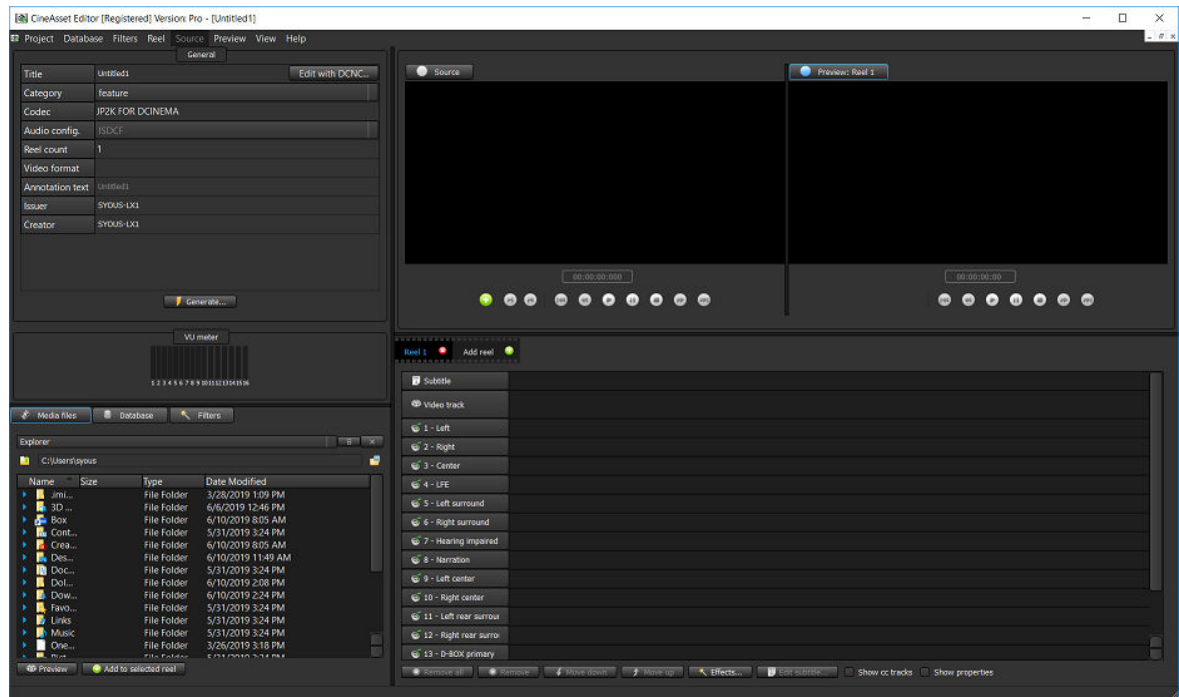 CineAsset Editor [Registered] Version: Pro - [Untitled1]
Project Database Filters Reel Source Preview View Help
General
Title Untitled1 Edit with DCNC...
Category feature
Codec JP2K FOR DCINEMA
Audio config. ISDCF
Reel count 1
Video format
Annotation text Untitled1
Issuer SYOUS-LX1
Creator SYOUS-LX1
Generate...
VU meter
1 2 3 4 5 6 7 8 9 10 11 12 13 14 15 16
Media files Database Filters
Explorer
C:\Users\syous
Name Size Type Date Modified
.imi... File Folder 3/28/2019 1:09 PM
3D ... File Folder 6/6/2019 12:46 PM
Box File Folder 6/10/2019 8:05 AM
Cont... File Folder 5/31/2019 3:24 PM
Crea... File Folder 6/10/2019 8:05 AM
Des... File Folder 6/10/2019 11:49 AM
Doc... File Folder 5/31/2019 3:24 PM
Dol... File Folder 6/10/2019 2:08 PM
Dow... File Folder 6/10/2019 2:24 PM
Favo... File Folder 5/31/2019 3:24 PM
Links File Folder 5/31/2019 3:24 PM
Music File Folder 5/31/2019 3:24 PM
One... File Folder 3/26/2019 3:18 PM
Pict... File Folder 5/31/2019 3:24 PM
Preview Add to selected reel
Source
00:00:00:000
Preview: Reel 1
00:00:00:00
Reel 1 Add reel
Subtitle
Video track
1 - Left
2 - Right
3 - Center
4 - LFE
5 - Left surround
6 - Right surround
7 - Hearing impaired
8 - Narration
9 - Left center
10 - Right center
11 - Left rear surrou
12 - Right rear surro
13 - D-BOX primary
Remove all Remove Move down Move up Effects... Edit subtitle... Show cc tracks Show properties